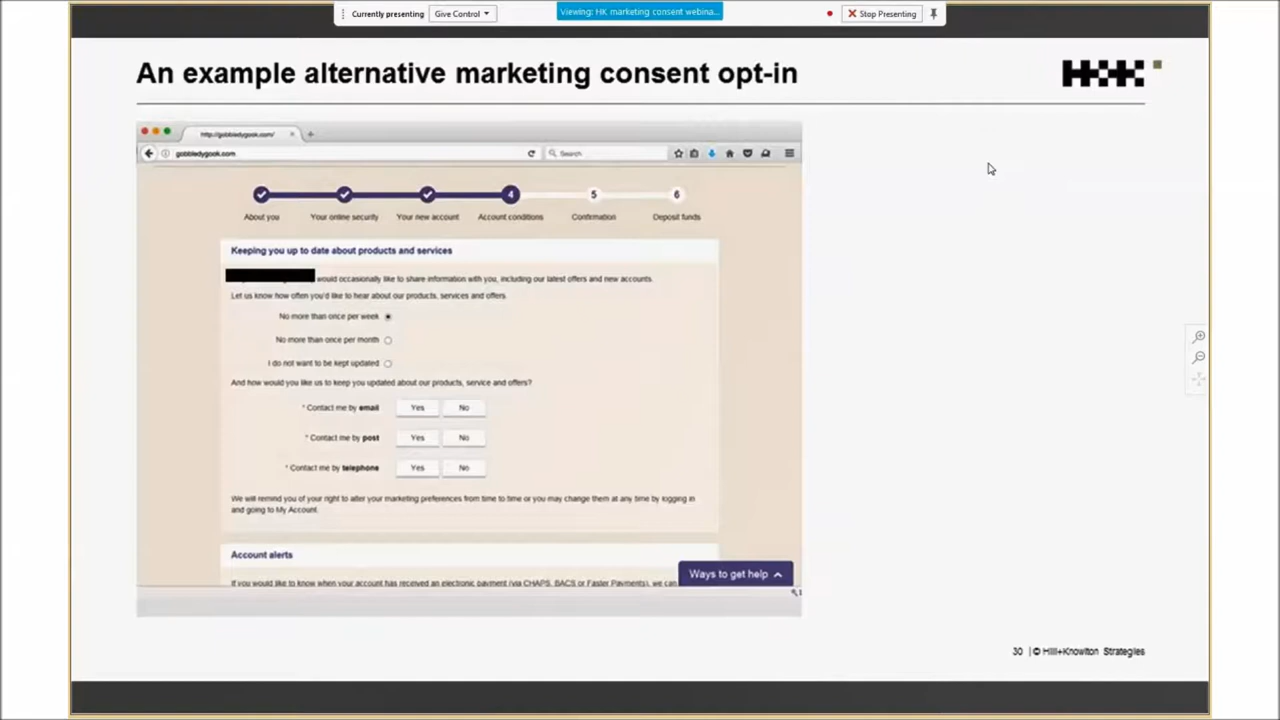 Currently presenting
Give Control
Viewing: HK marketing consent webina...
Stop Presenting
An example alternative marketing consent opt-in
H+K
http://gobbledygook.com/
gobbledygook.com
Search
4
5
6
About you
Your online security
Your new account
Account conditions
Confirmation
Deposit funds
Keeping you up to date about products and services
would occasionally like to share information with you, including our latest offers and new accounts.
Let us know how often you'd like to hear about our products, services and offers.
No more than once per week
No more than once per month
I do not want to be kept updated
And how would you like us to keep you updated about our products, service and offers?
* Contact me by email Yes No
* Contact me by post Yes No
* Contact me by telephone Yes No
We will remind you of your right to alter your marketing preferences from time to time or you may change them at any time by logging in
and going to My Account.
Account alerts
Ways to get help
If you would like to know when your account has received an electronic payment (via CHAPS, BACS or Faster Payments), we can
30 | © Hill+Knowlton Strategies